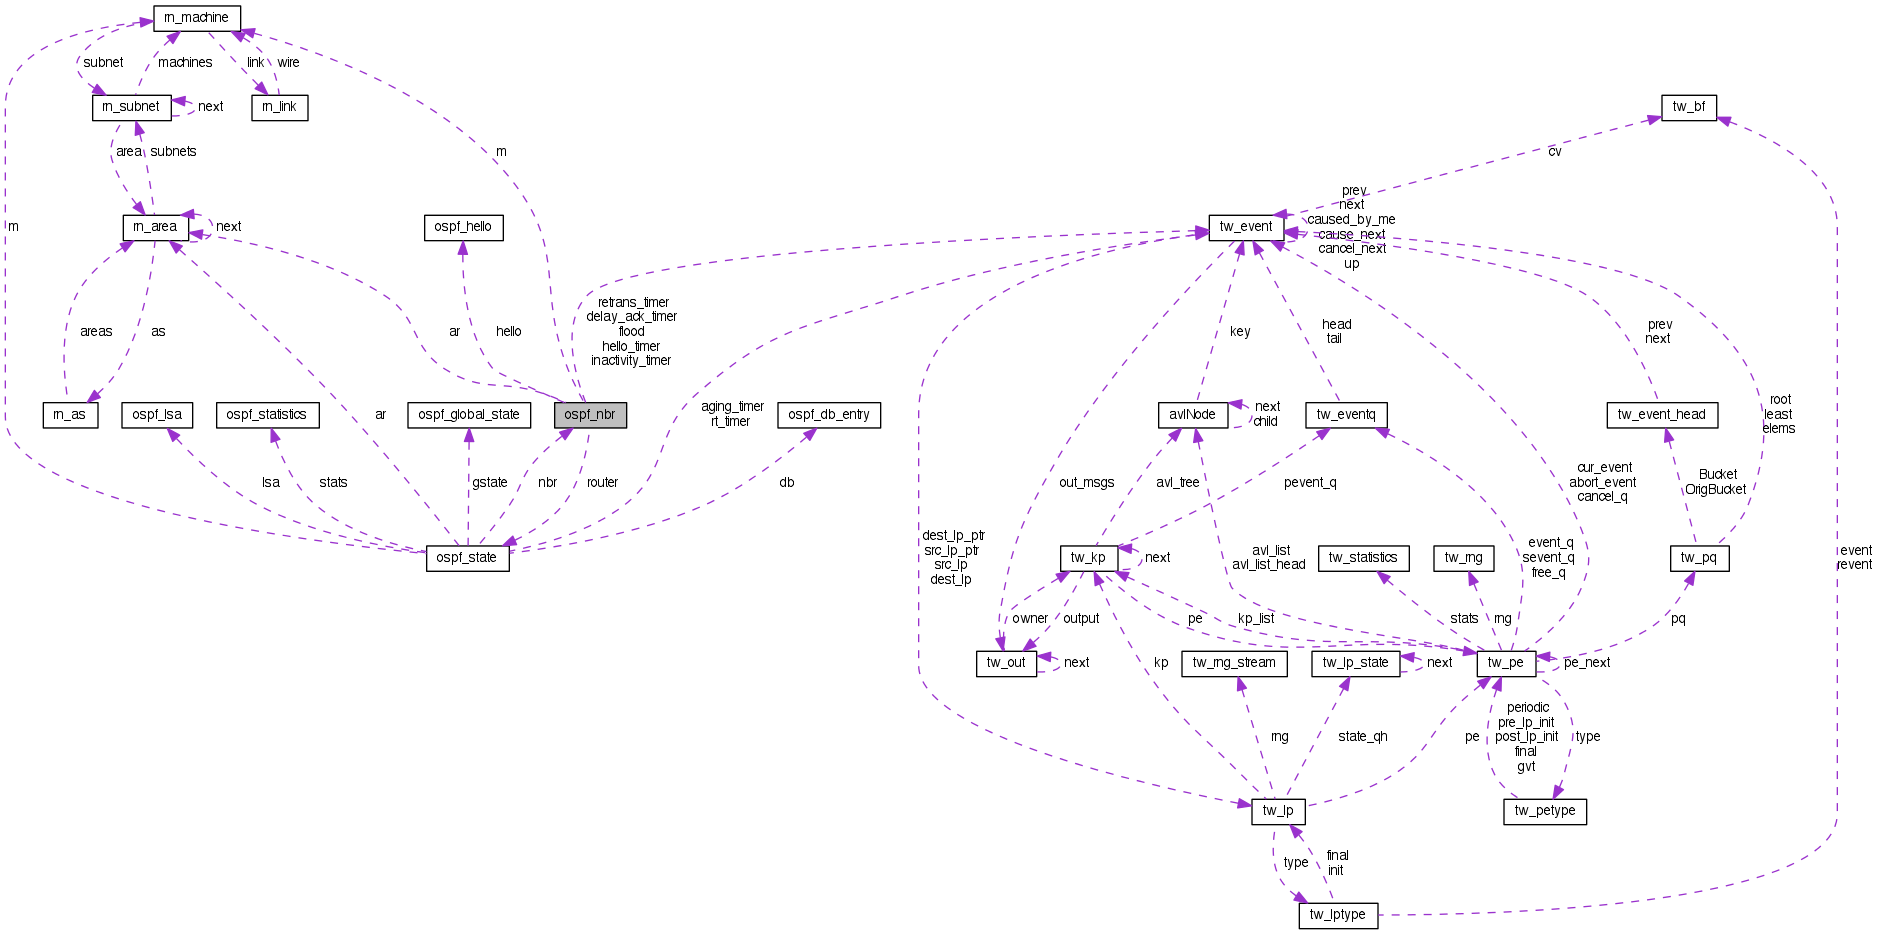 rn_machine
subnet
machines
link
wire
rn_subnet
next
rn_link
tw_bf
area
subnets
m
cv
prev
next
caused_by_me
cause_next
cancel_next
up
rn_area
next
ospf_hello
tw_event
m
areas
as
ar
hello
retrans_timer
delay_ack_timer
flood
hello_timer
inactivity_timer
key
head
tail
prev
next
rn_as
ospf_lsa
ospf_statistics
ar
ospf_global_state
ospf_nbr
aging_timer
rt_timer
ospf_db_entry
avlNode
next
child
tw_eventq
tw_event_head
root
least
elems
lsa
stats
gstate
nbr
router
db
out_msgs
avl_tree
pevent_q
cur_event
abort_event
cancel_q
Bucket
OrigBucket
ospf_state
dest_lp_ptr
src_lp_ptr
src_lp
dest_lp
tw_kp
next
avl_list
avl_list_head
tw_statistics
tw_rng
event_q
sevent_q
free_q
tw_pq
event
revent
owner
output
pe
kp_list
stats
rng
pq
tw_out
next
kp
tw_rng_stream
tw_lp_state
next
tw_pe
pe_next
rng
state_qh
pe
periodic
pre_lp_init
post_lp_init
final
gvt
type
tw_lp
tw_petype
type
final
init
tw_lptype